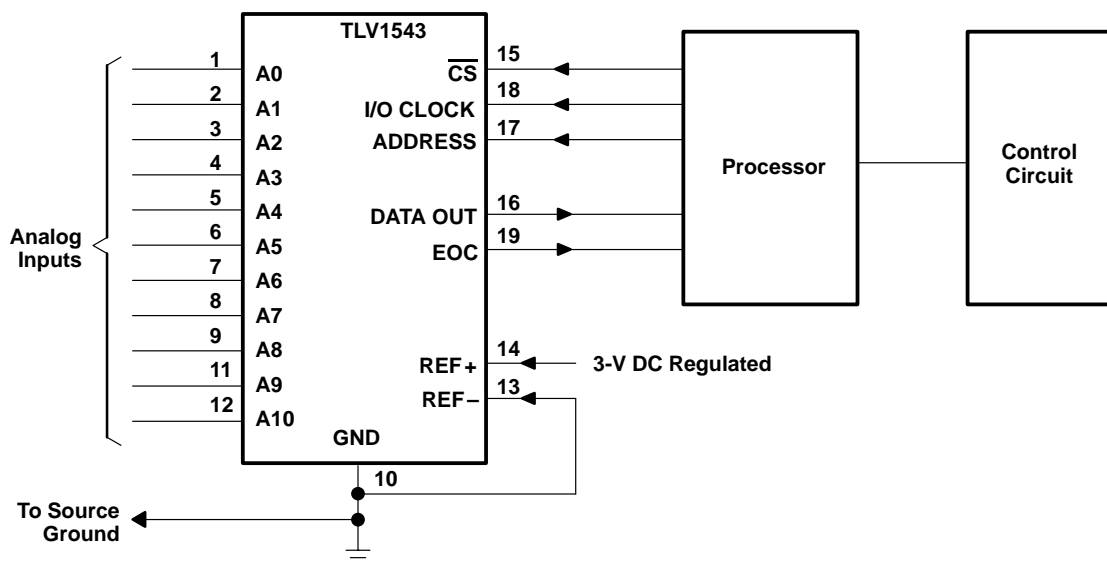 TLV1543
Analog
Inputs
1
A0
2
A1
3
A2
4
A3
5
A4
6
A5
7
A6
8
A7
9
A8
11
A9
12
A10
15
CS
18
I/O CLOCK
17
ADDRESS
16
DATA OUT
19
EOC
14
REF+
3-V DC Regulated
13
REF–
GND
10
To Source
Ground
Processor
Control
Circuit